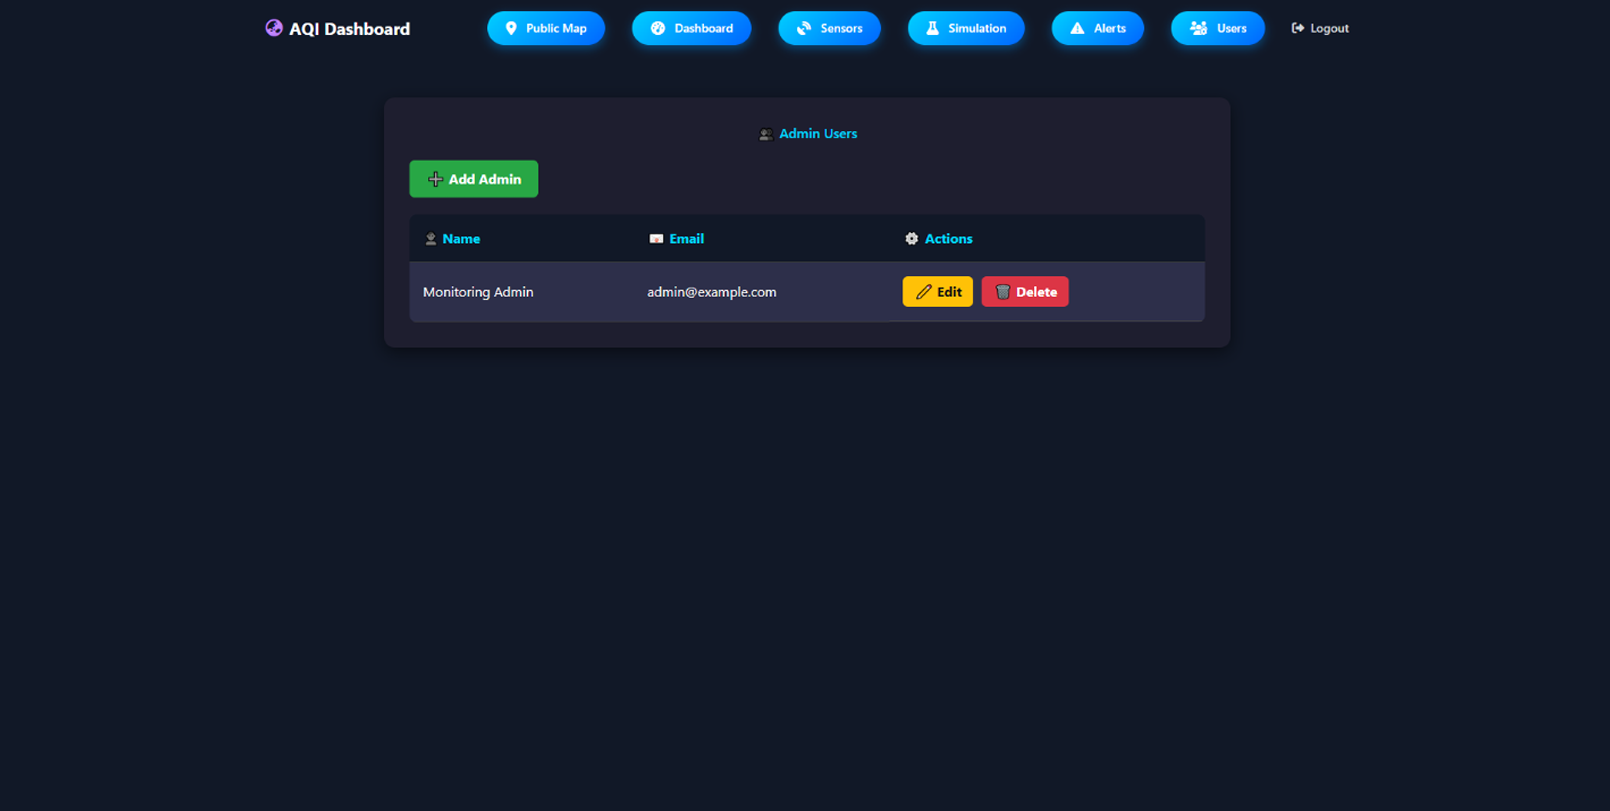 AQI Dashboard Public Map Dashboard Sensors Simulation Alerts Users Logout
Admin Users
Add Admin
Name Email Actions
Monitoring Admin admin@example.com Edit Delete